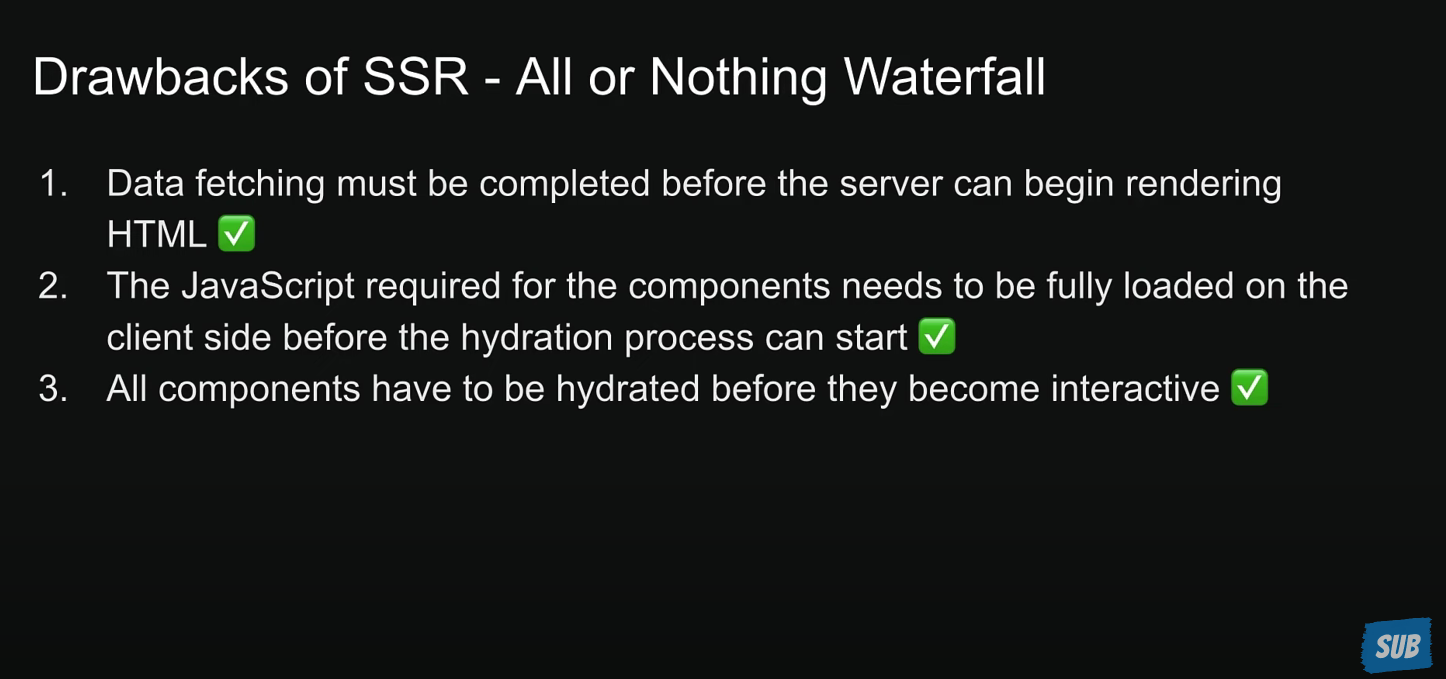 Drawbacks of SSR - All or Nothing Waterfall
1. Data fetching must be completed before the server can begin rendering
HTML ✅
2. The JavaScript required for the components needs to be fully loaded on the
client side before the hydration process can start ✅
3. All components have to be hydrated before they become interactive ✅
SUB